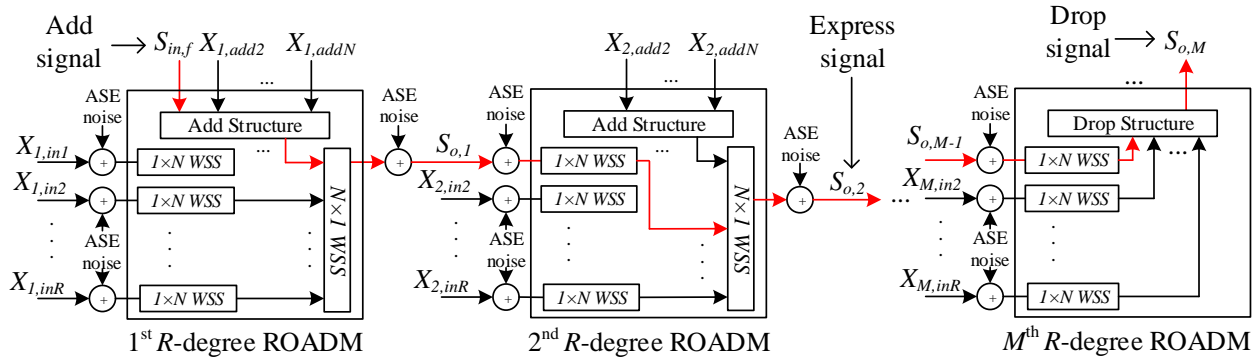 Add signal
S_{in,f} X_{1,add2} X_{1,addN}
...
ASE noise
Add Structure
...
X_{1,in1}
+
1×N WSS
X_{1,in2}
+
1×N WSS
ASE noise
X_{1,inR}
+
1×N WSS
N×1 WSS
1st R-degree ROADM
ASE noise
+
S_{o,1}
X_{2,add2} X_{2,addN}
...
ASE noise
Add Structure
...
+
1×N WSS
X_{2,in2}
+
1×N WSS
ASE noise
X_{2,inR}
+
1×N WSS
N×1 WSS
2nd R-degree ROADM
ASE noise
+
Express signal
S_{o,2}
...
Drop signal
S_{o,M}
...
ASE noise
Drop Structure
...
S_{o,M-1}
+
1×N WSS
X_{M,in2}
+
1×N WSS
ASE noise
X_{M,inR}
+
1×N WSS
Mth R-degree ROADM